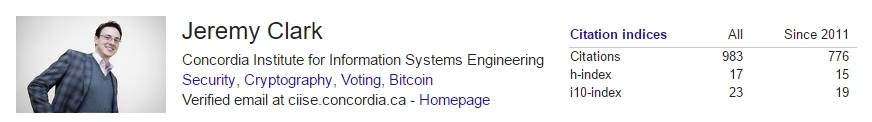 Jeremy Clark
Concordia Institute for Information Systems Engineering
Security, Cryptography, Voting, Bitcoin
Verified email at ciise.concordia.ca - Homepage
Citation indices All Since 2011
Citations 983 776
h-index 17 15
i10-index 23 19